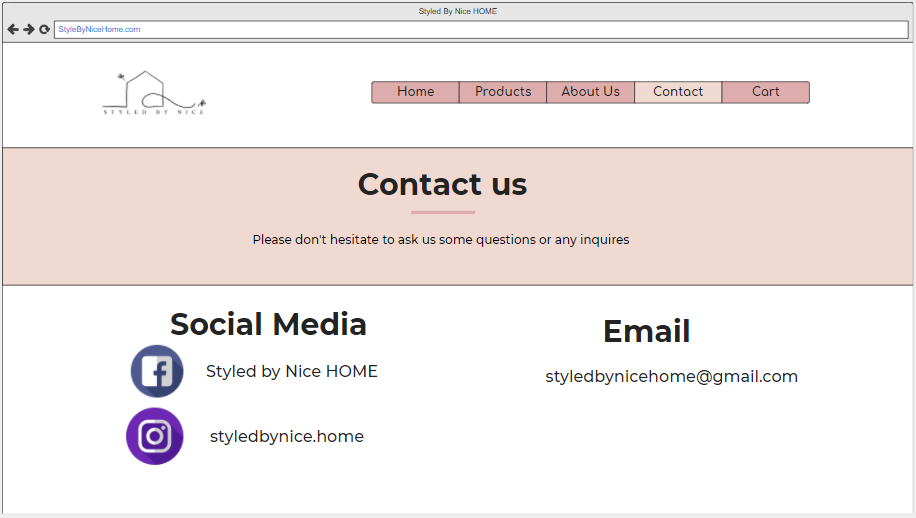 Styled By Nice HOME
StyleByNiceHome.com
STYLED BY NICE
Home Products About Us Contact Cart
Contact us
Please don't hesitate to ask us some questions or any inquires
Social Media
Styled by Nice HOME
styledbynice.home
Email
styledbynicehome@gmail.com